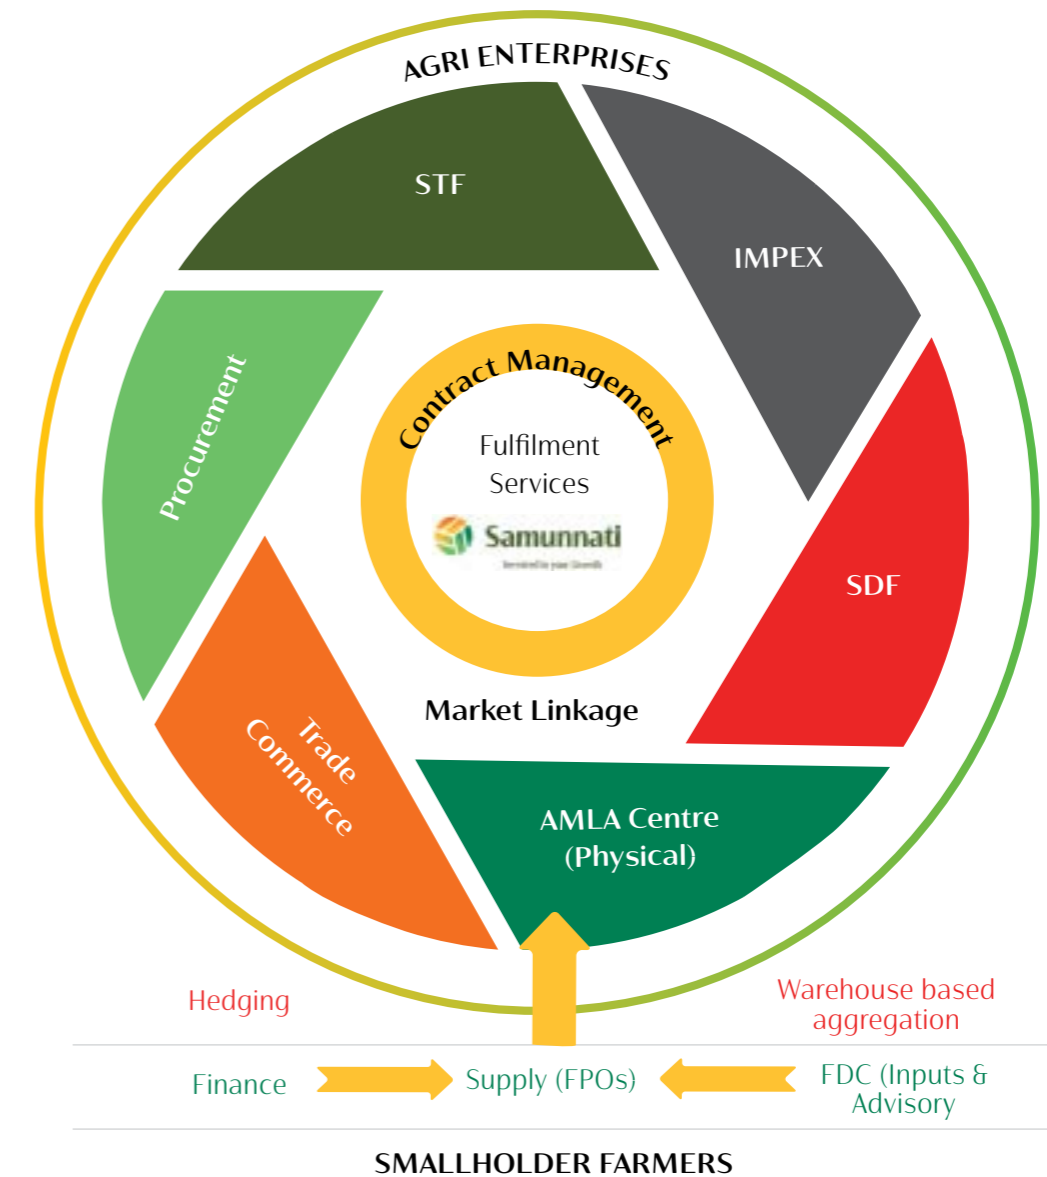 AGRI ENTERPRISES
STF
IMPEX
Procurement
Contract Management
Fulfilment
Services
Samunnati
SDF
Market Linkage
Trade
Commerce
AMLA Centre
(Physical)
Hedging
Warehouse based
aggregation
Finance
Supply (FPOs)
FDC (Inputs &
Advisory
SMALLHOLDER FARMERS